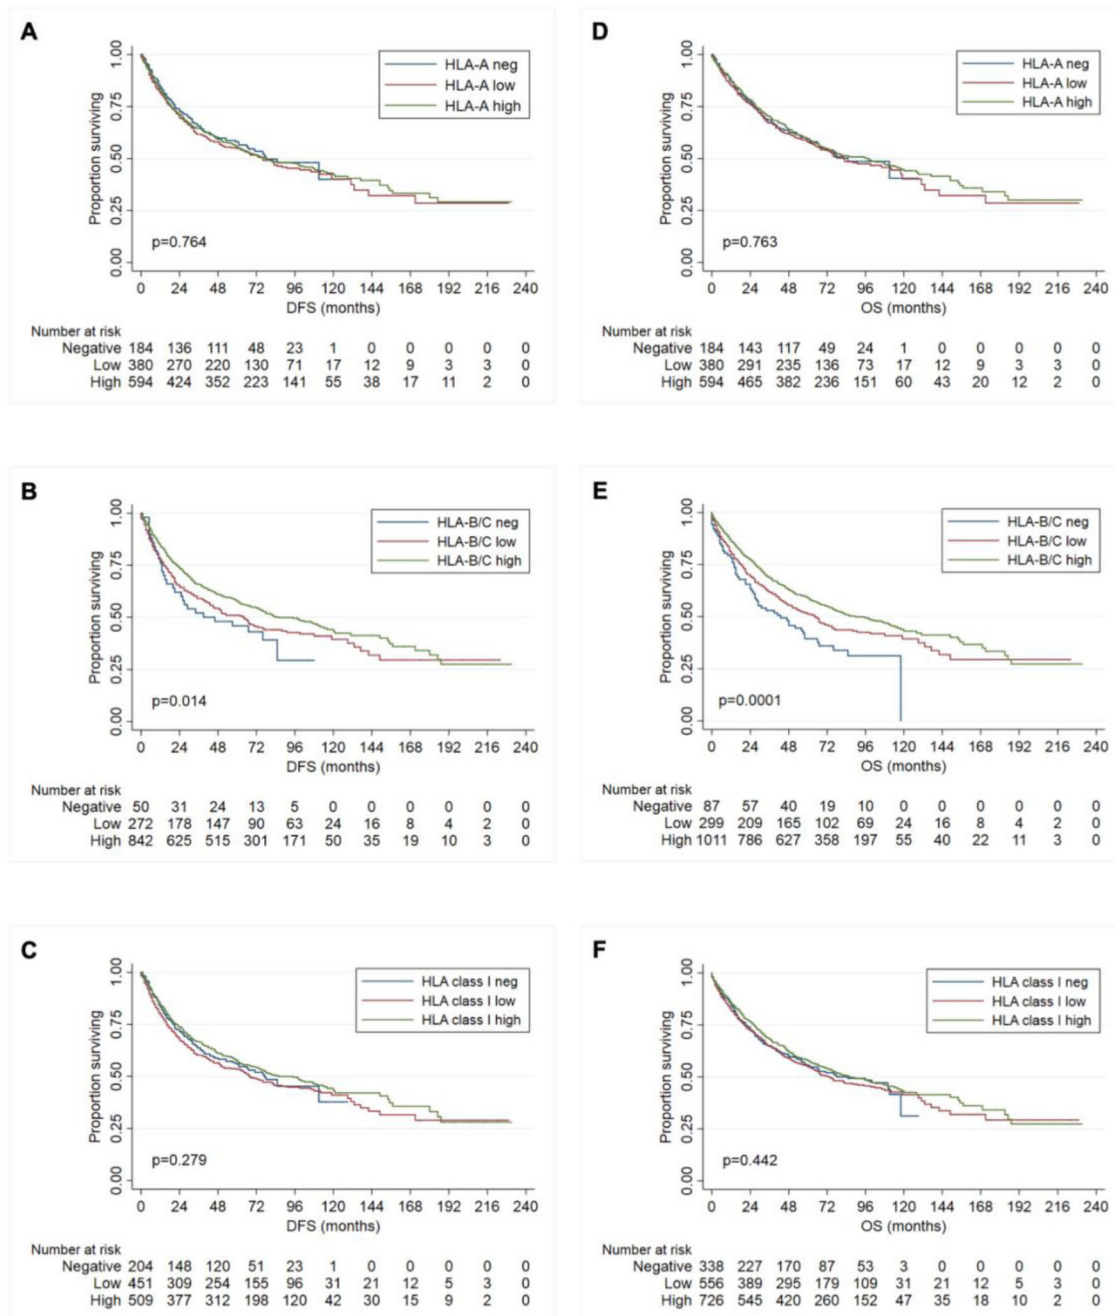 A
1.00
0.75
0.50
0.25
0.00
Proportion surviving
HLA-A neg
HLA-A low
HLA-A high
p=0.764
0 24 48 72 96 120 144 168 192 216 240
DFS (months)
Number at risk
Negative 184 136 111 48 23 1 0 0 0 0 0
Low 380 270 220 130 71 17 12 9 3 3 0
High 594 424 352 223 141 55 38 17 11 2 0
D
1.00
0.75
0.50
0.25
0.00
Proportion surviving
HLA-A neg
HLA-A low
HLA-A high
p=0.763
0 24 48 72 96 120 144 168 192 216 240
OS (months)
Number at risk
Negative 184 143 117 49 24 1 0 0 0 0 0
Low 380 291 235 136 73 17 12 9 3 3 0
High 594 465 382 236 151 60 43 20 12 2 0
B
1.00
0.75
0.50
0.25
0.00
Proportion surviving
HLA-B/C neg
HLA-B/C low
HLA-B/C high
p=0.014
0 24 48 72 96 120 144 168 192 216 240
DFS (months)
Number at risk
Negative 50 31 24 13 5 0 0 0 0 0 0
Low 272 178 147 90 63 24 16 8 4 2 0
High 842 625 515 301 171 50 35 19 10 3 0
E
1.00
0.75
0.50
0.25
0.00
Proportion surviving
HLA-B/C neg
HLA-B/C low
HLA-B/C high
p=0.0001
0 24 48 72 96 120 144 168 192 216 240
OS (months)
Number at risk
Negative 87 57 40 19 10 0 0 0 0 0 0
Low 299 209 165 102 69 24 16 8 4 2 0
High 1011 786 627 358 197 55 40 22 11 3 0
C
1.00
0.75
0.50
0.25
0.00
Proportion surviving
HLA class I neg
HLA class I low
HLA class I high
p=0.279
0 24 48 72 96 120 144 168 192 216 240
DFS (months)
Number at risk
Negative 204 148 120 51 23 1 0 0 0 0 0
Low 451 309 254 155 96 31 21 12 5 3 0
High 509 377 312 198 120 42 30 15 9 2 0
F
1.00
0.75
0.50
0.25
0.00
Proportion surviving
HLA class I neg
HLA class I low
HLA class I high
p=0.442
0 24 48 72 96 120 144 168 192 216 240
OS (months)
Number at risk
Negative 338 227 170 87 53 3 0 0 0 0 0
Low 556 389 295 179 109 31 21 12 5 3 0
High 726 545 420 260 152 47 35 18 10 2 0